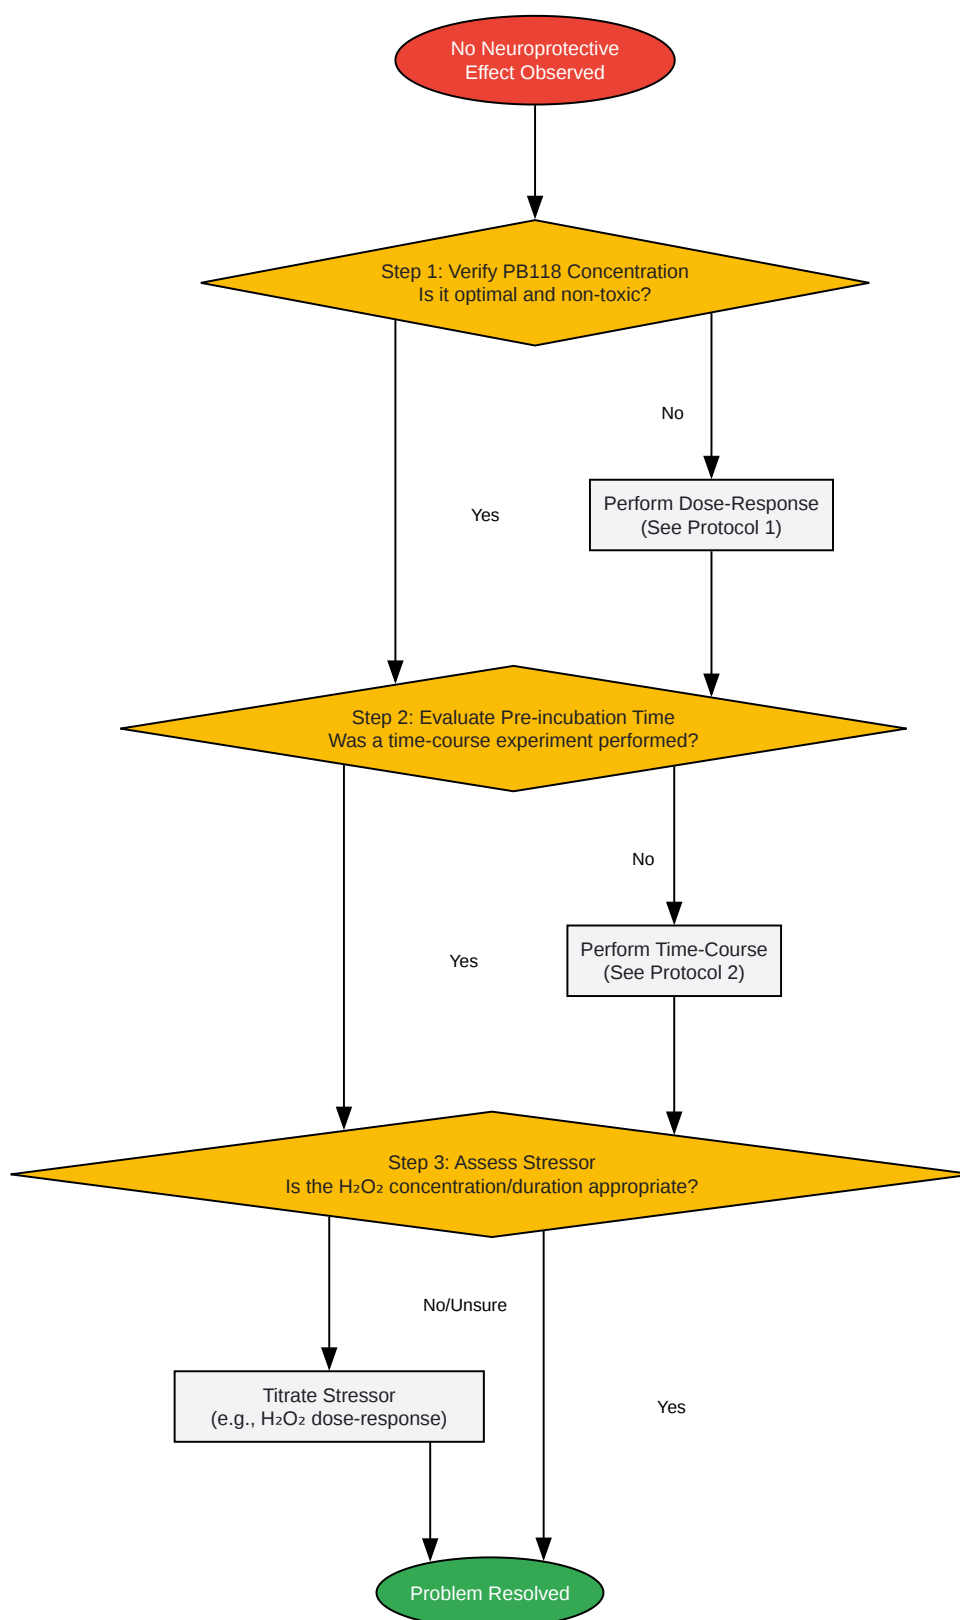 No Neuroprotective
Effect Observed
Step 1: Verify PB118 Concentration
Is it optimal and non-toxic?
No
Perform Dose-Response
(See Protocol 1)
Yes
Step 2: Evaluate Pre-incubation Time
Was a time-course experiment performed?
No
Perform Time-Course
(See Protocol 2)
Yes
Step 3: Assess Stressor
Is the H₂O₂ concentration/duration appropriate?
No/Unsure
Titrate Stressor
(e.g., H₂O₂ dose-response)
Yes
Problem Resolved